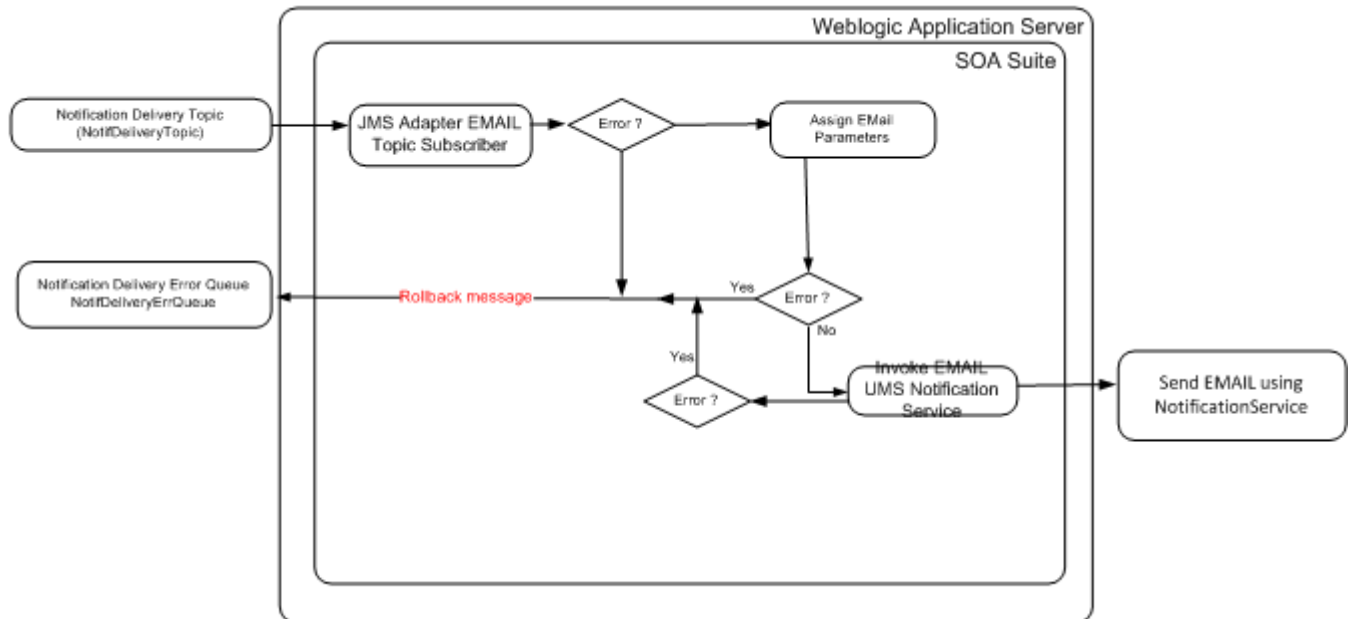 Weblogic Application Server
SOA Suite
Notification Delivery Topic
(NotifDeliveryTopic)
JMS Adapter EMAIL
Topic Subscriber
Error ?
Assign EMail
Parameters
Notification Delivery Error Queue
NotifDeliveryErrQueue
Rollback message
Yes
Error ?
No
Yes
Error ?
Invoke EMAIL
UMS Notification
Service
Send EMAIL using
NotificationService